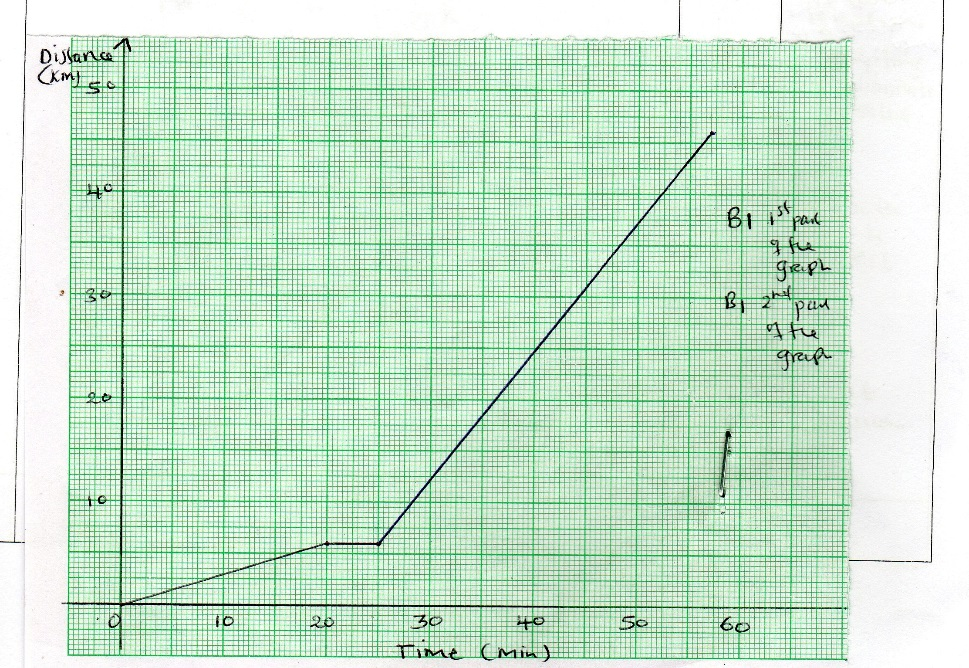 Distance
(Km)
50
40
30
20
10
0 10 20 30 40 50 60
Time (min)
B1 1st part
of the
graph
B1 2nd part
of the
graph